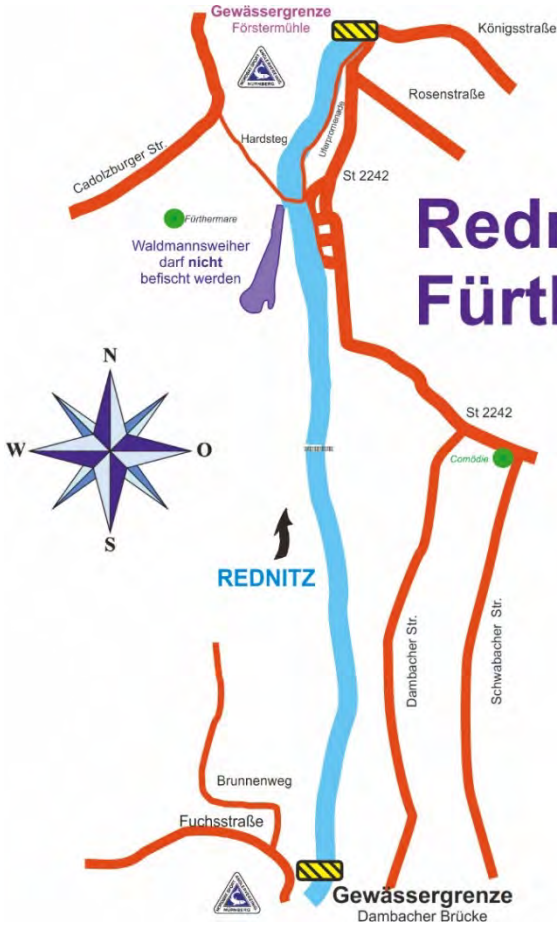 Gewässergrenze
Förstermühle
Königsstraße
Rosenstraße
Uferpromenade
Hardsteg
Cadolzburger Str.
St 2242
Fürthermare
Waldmannsweiher
darf nicht
befischt werden
Redn
Fürth
N
W
O
S
St 2242
Comödie
REDNITZ
Dambacher Str.
Schwabacher Str.
Brunnenweg
Fuchsstraße
NÜRNBERG
Gewässergrenze
Dambacher Brücke